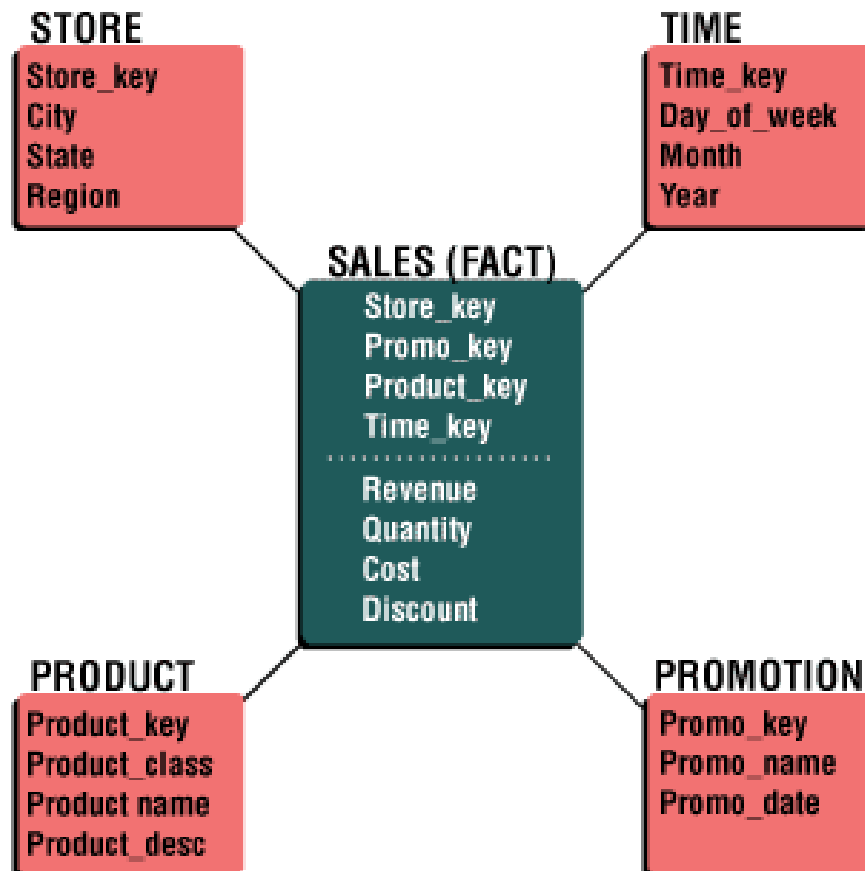 STORE
Store_key
City
State
Region
TIME
Time_key
Day_of_week
Month
Year
SALES (FACT)
Store_key
Promo_key
Product_key
Time_key
Revenue
Quantity
Cost
Discount
PRODUCT
Product_key
Product_class
Product name
Product_desc
PROMOTION
Promo_key
Promo_name
Promo_date